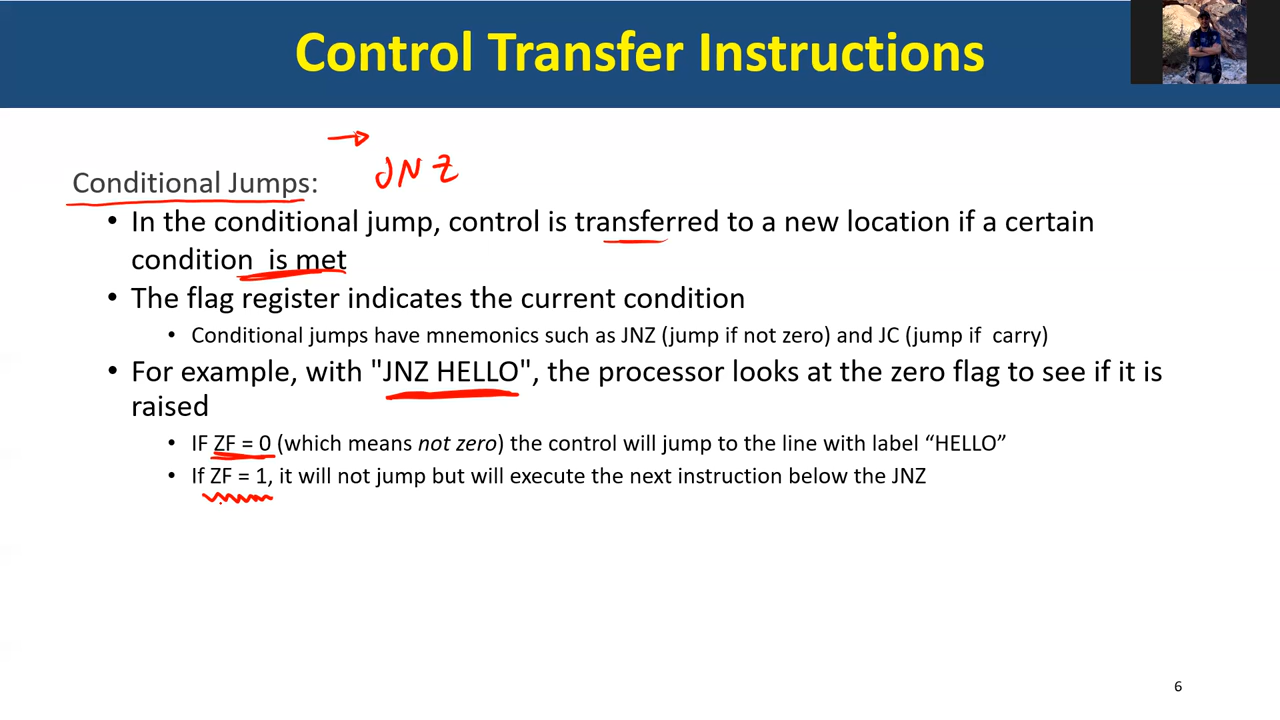 Control Transfer Instructions
JNZ
Conditional Jumps:
• In the conditional jump, control is transferred to a new location if a certain
condition is met
• The flag register indicates the current condition
• Conditional jumps have mnemonics such as JNZ (jump if not zero) and JC (jump if carry)
• For example, with "JNZ HELLO", the processor looks at the zero flag to see if it is
raised
• IF ZF = 0 (which means not zero) the control will jump to the line with label “HELLO”
• If ZF = 1, it will not jump but will execute the next instruction below the JNZ
6